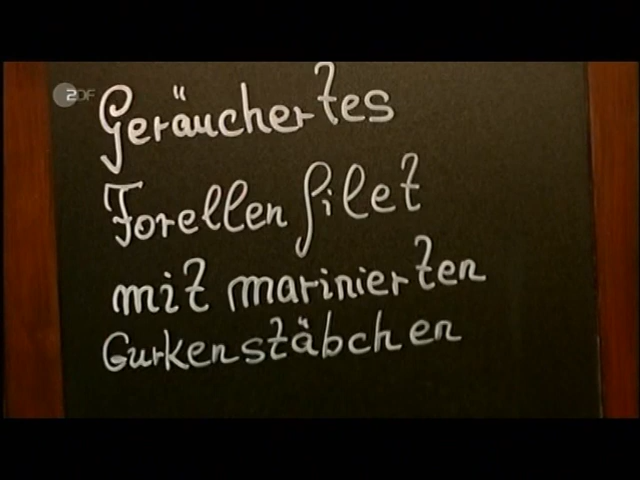 ZDF
Geräuchertes
Forellenfilet
mit marinierten
Gurkenstäbchen